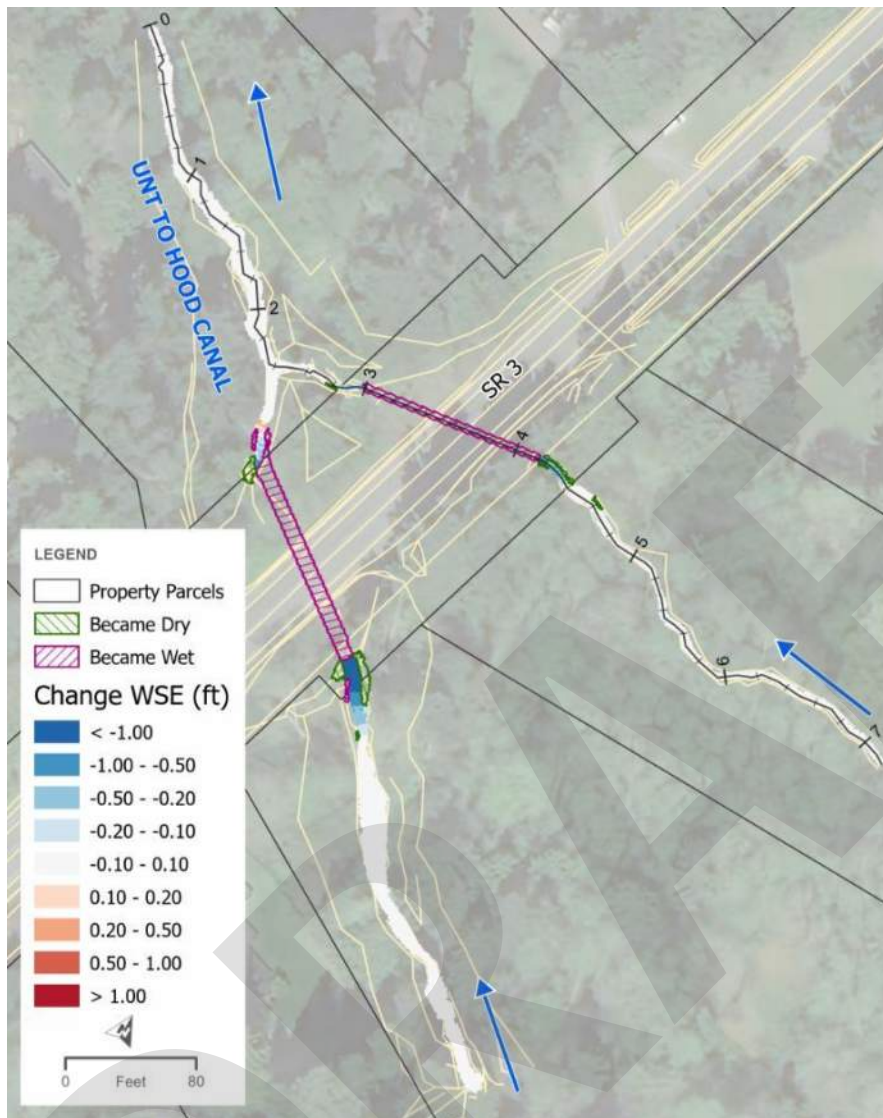 0
1
UNT TO HOOD CANAL
2
3
SR 3
4
5
6
7
LEGEND
Property Parcels
Became Dry
Became Wet
Change WSE (ft)
< -1.00
-1.00 - -0.50
-0.50 - -0.20
-0.20 - -0.10
-0.10 - 0.10
0.10 - 0.20
0.20 - 0.50
0.50 - 1.00
> 1.00
N
0 80
Feet
DRAFT